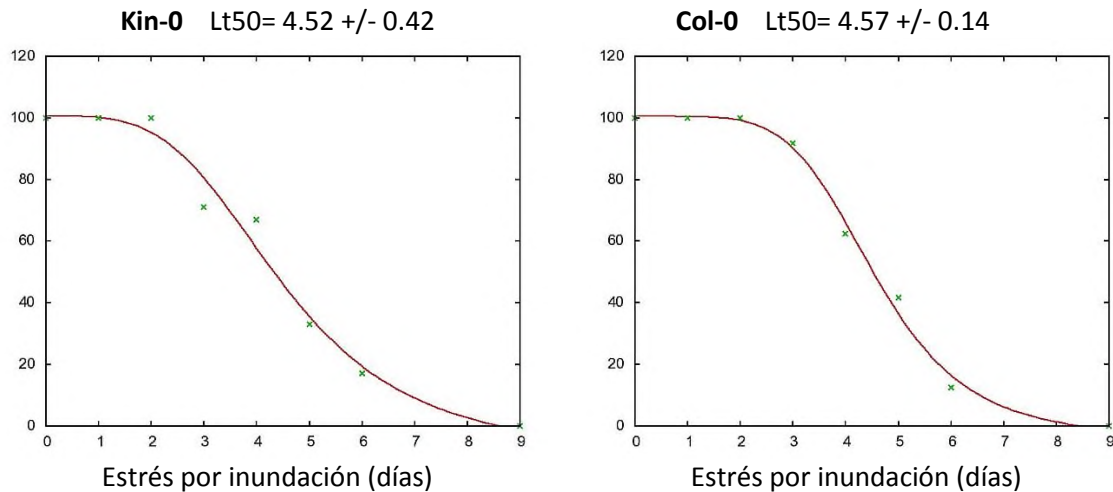 Kin-0 Lt50= 4.52 +/- 0.42
120
100
80
60
40
20
0
0 1 2 3 4 5 6 7 8 9
Estrés por inundación (días)
Col-0 Lt50= 4.57 +/- 0.14
120
100
80
60
40
20
0
0 1 2 3 4 5 6 7 8 9
Estrés por inundación (días)